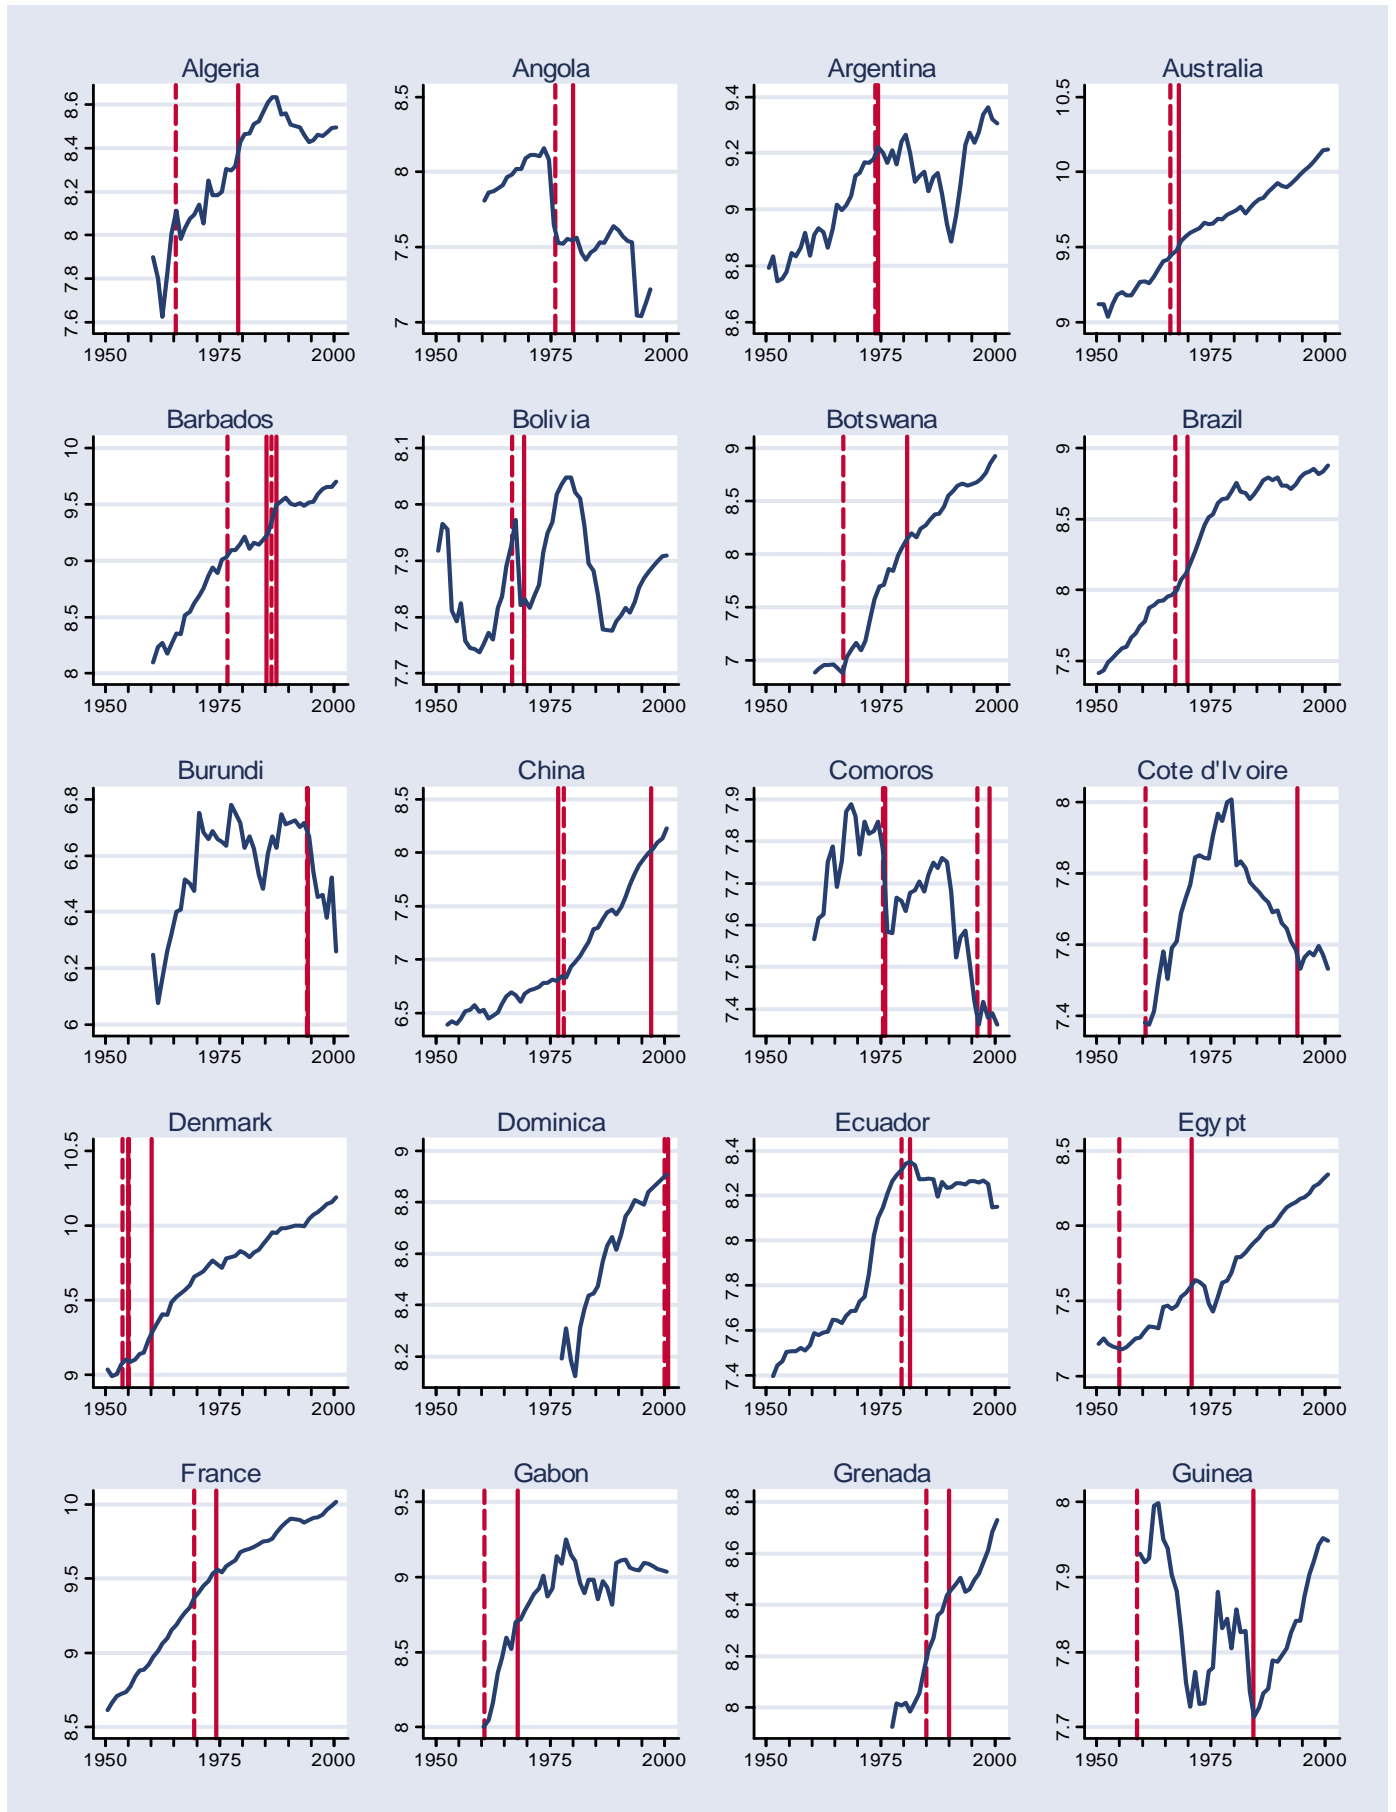 Algeria Angola Argentina Australia
7.6 7.8 8 8.2 8.4 8.6
7 7.5 8 8.5
8.6 8.8 9 9.2 9.4
9 9.5 10 10.5
1950 1975 2000 1950 1975 2000 1950 1975 2000 1950 1975 2000
Barbados Bolivia Botswana Brazil
8 8.5 9 9.5 10
7.7 7.8 7.9 8 8.1
7 7.5 8 8.5 9
7.5 8 8.5 9
1950 1975 2000 1950 1975 2000 1950 1975 2000 1950 1975 2000
Burundi China Comoros Cote d'Ivoire
6 6.2 6.4 6.6 6.8
6.5 7 7.5 8 8.5
7.4 7.5 7.6 7.7 7.8 7.9
7.4 7.6 7.8 8
1950 1975 2000 1950 1975 2000 1950 1975 2000 1950 1975 2000
Denmark Dominica Ecuador Egypt
9 9.5 10 10.5
8.2 8.4 8.6 8.8 9
7.4 7.6 7.8 8 8.2 8.4
7 7.5 8 8.5
1950 1975 2000 1950 1975 2000 1950 1975 2000 1950 1975 2000
France Gabon Grenada Guinea
8.5 9 9.5 10
8 8.5 9 9.5
8 8.2 8.4 8.6 8.8
7.7 7.8 7.9 8
1950 1975 2000 1950 1975 2000 1950 1975 2000 1950 1975 2000